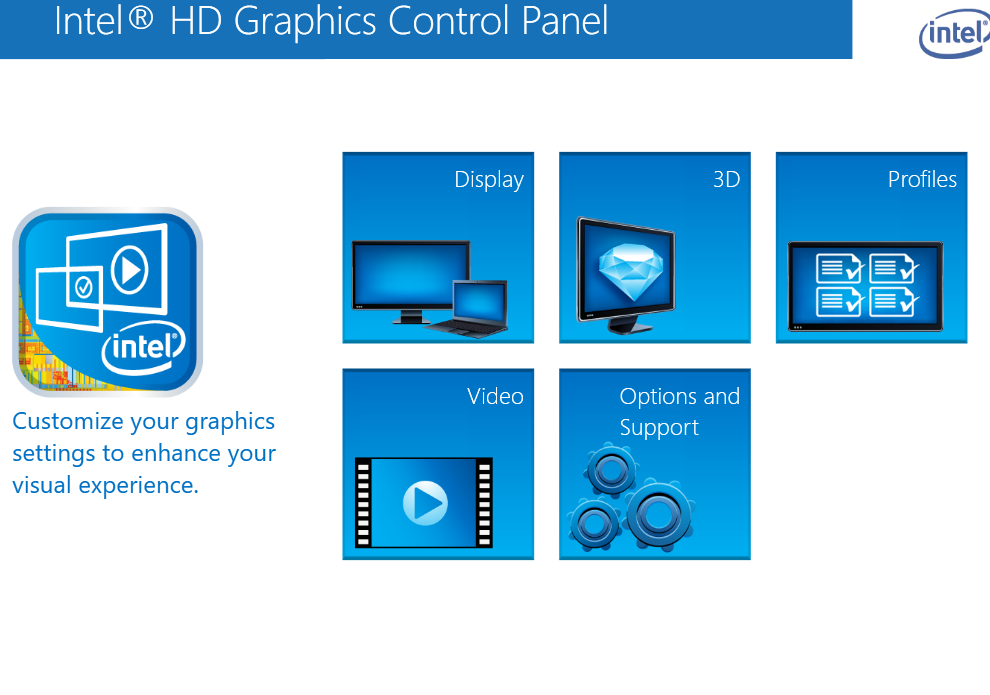 Intel® HD Graphics Control Panel
intel®
Display
3D
Profiles
intel®
Customize your graphics
settings to enhance your
visual experience.
Video
Options and
Support